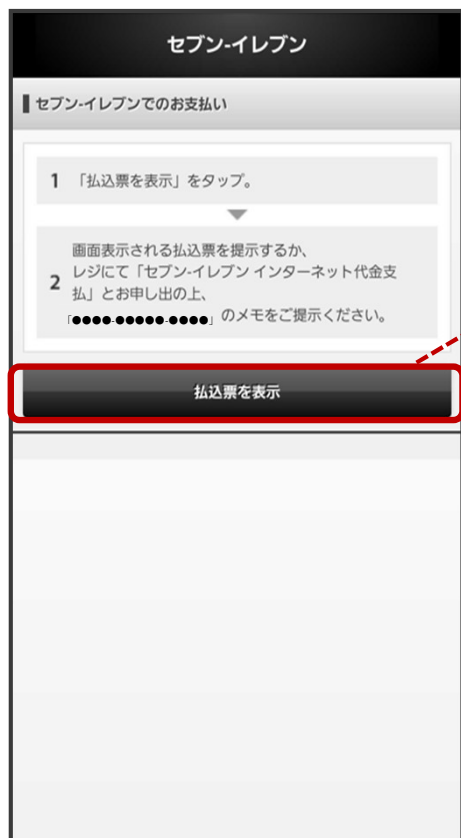 セブン-イレブン
セブン-イレブンでのお支払い
1 「払込票を表示」をタップ。
画面表示される払込票を提示するか、
2 レジにて「セブン-イレブン インターネット代金支
払」とお申し出の上、
「●●●●-●●●●●-●●●●」のメモをご提示ください。
払込票を表示